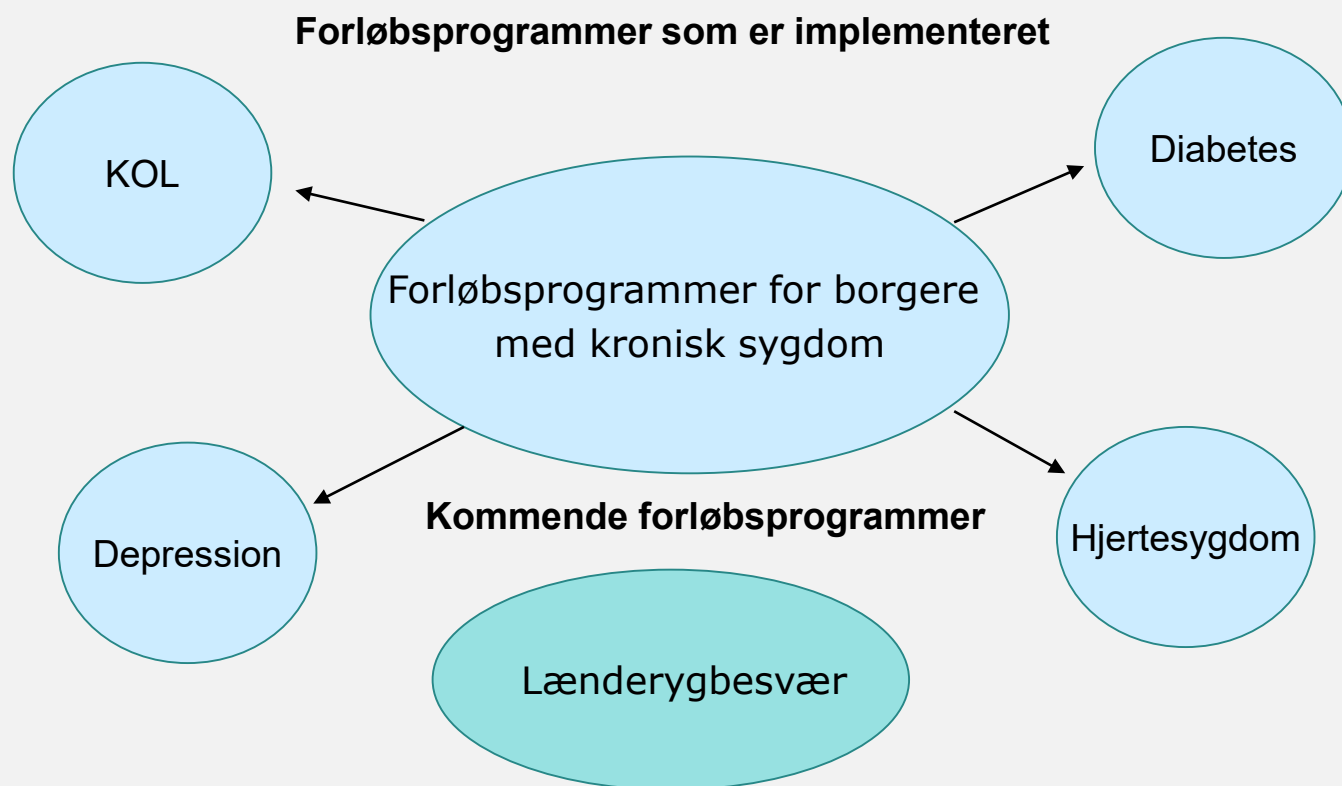 Forløbsprogrammer som er implementeret
KOL
Diabetes
Forløbsprogrammer for borgere
med kronisk sygdom
Depression
Hjertesygdom
Kommende forløbsprogrammer
Lænderygbesvær